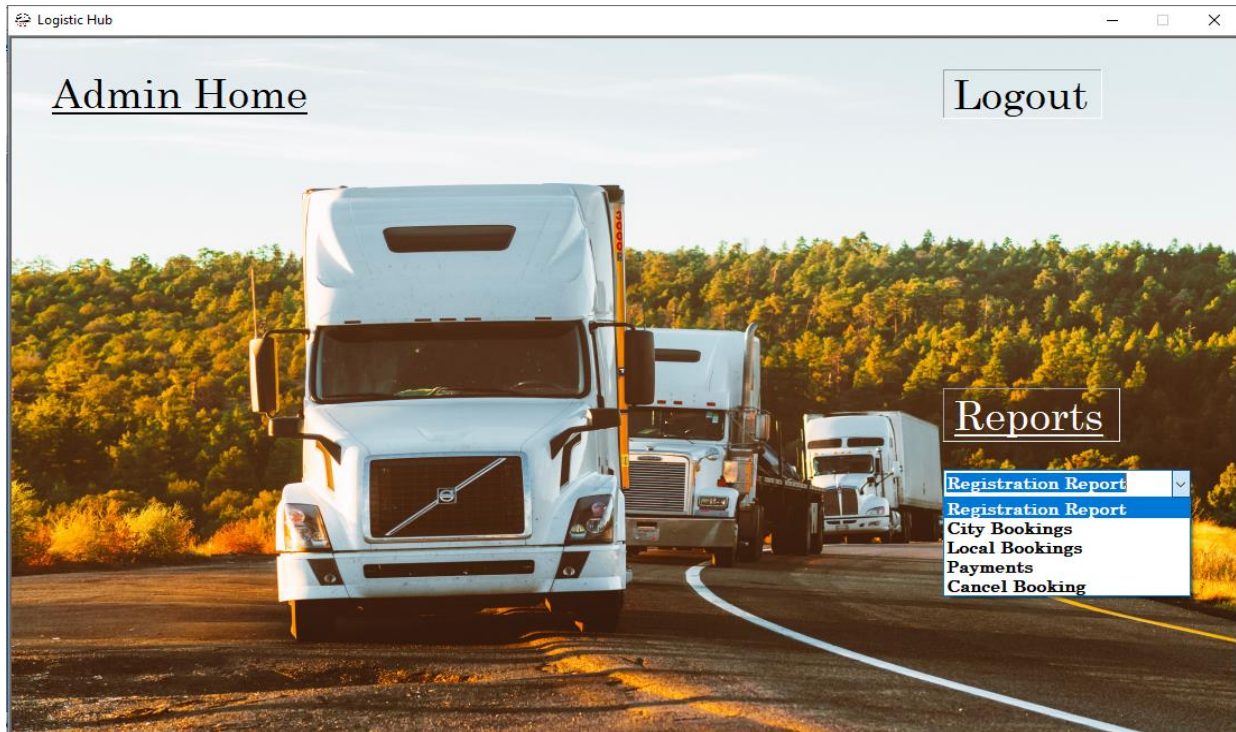 Logistic Hub
Admin Home
Logout
Reports
Registration Report
Registration Report
City Bookings
Local Bookings
Payments
Cancel Booking